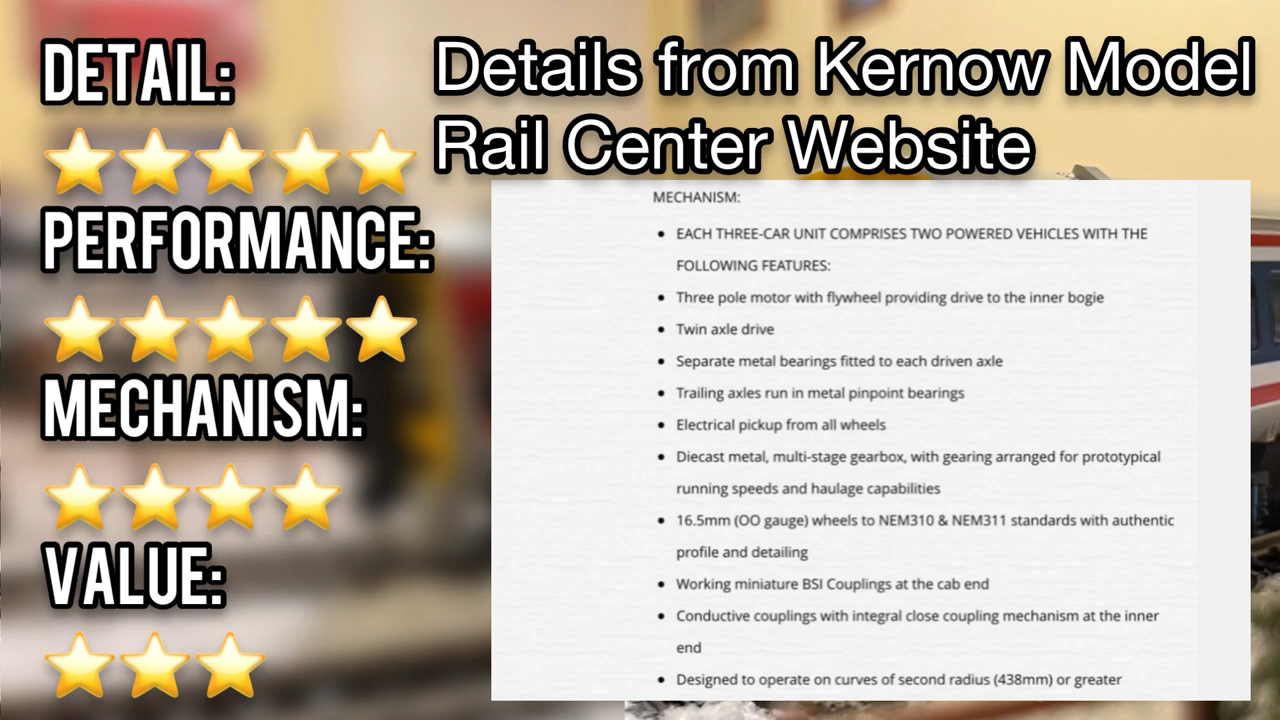 DETAIL:
PERFORMANCE:
MECHANISM:
VALUE:
Details from Kernow Model
Rail Center Website
MECHANISM:
• EACH THREE-CAR UNIT COMPRISES TWO POWERED VEHICLES WITH THE
FOLLOWING FEATURES:
• Three pole motor with flywheel providing drive to the inner bogie
• Twin axle drive
• Separate metal bearings fitted to each driven axle
• Trailing axles run in metal pinpoint bearings
• Electrical pickup from all wheels
• Diecast metal, multi-stage gearbox, with gearing arranged for prototypical
running speeds and haulage capabilities
• 16.5mm (OO gauge) wheels to NEM310 & NEM311 standards with authentic
profile and detailing
• Working miniature BSI Couplings at the cab end
• Conductive couplings with integral close coupling mechanism at the inner
end
• Designed to operate on curves of second radius (438mm) or greater